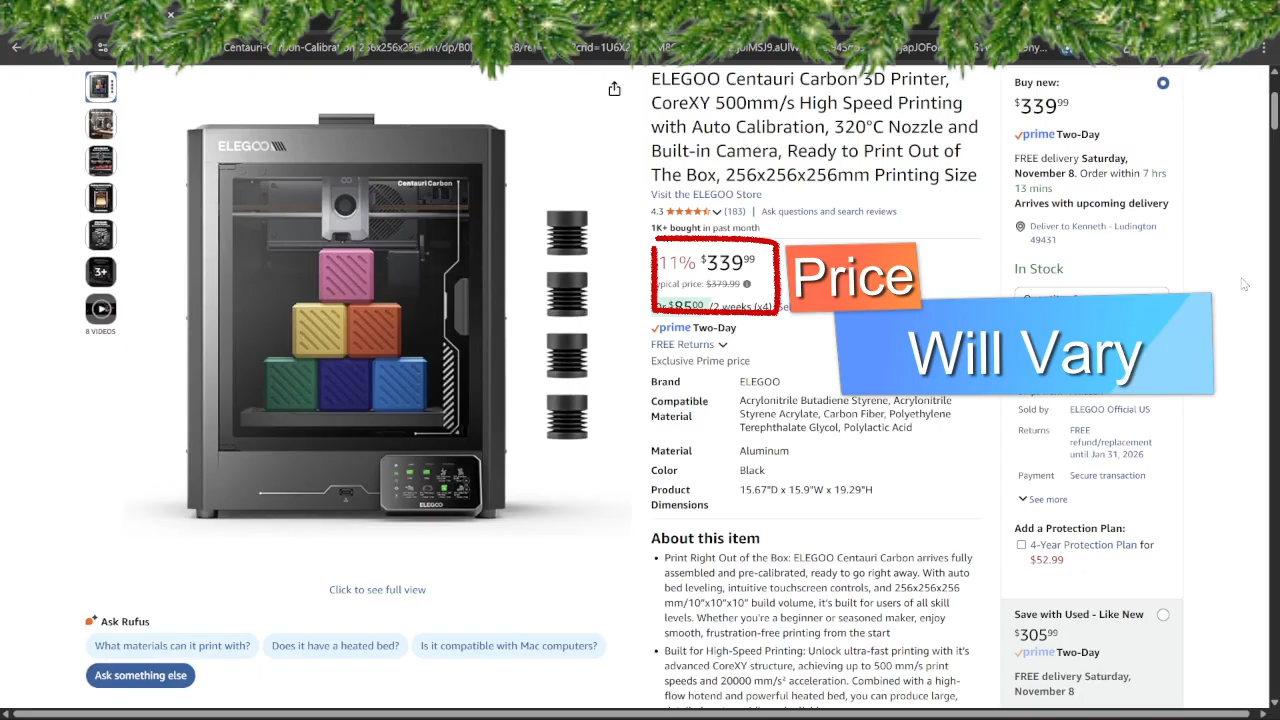 Centauri-Carbon-Calibration-256x256x256mm/dp/B0
ELEGOO
Centauri Carbon
ELEGOO
3+
8 VIDEOS
Click to see full view
Ask Rufus
What materials can it print with?
Does it have a heated bed?
Is it compatible with Mac computers?
Ask something else
ELEGOO Centauri Carbon 3D Printer,
CoreXY 500mm/s High Speed Printing
with Auto Calibration, 320°C Nozzle and
Built-in Camera, Ready to Print Out of
The Box, 256x256x256mm Printing Size
Visit the ELEGOO Store
4.3 (183) | Ask questions and search reviews
1K+ bought in past month
11% $339⁹⁹
ypical price: $379.99
Or $85⁰⁰ /2 weeks (x4)
prime Two-Day
FREE Returns
Exclusive Prime price
Brand ELEGOO
Compatible Material Acrylonitrile Butadiene Styrene, Acrylonitrile
Styrene Acrylate, Carbon Fiber, Polyethylene
Terephthalate Glycol, Polylactic Acid
Material Aluminum
Color Black
Product Dimensions 15.67"D x 15.9"W x 19.29"H
About this item
• Print Right Out of the Box: ELEGOO Centauri Carbon arrives fully
assembled and pre-calibrated, ready to go right away. With auto
bed leveling, intuitive touchscreen controls, and 256x256x256
mm/10"x10"x10" build volume, it's built for users of all skill
levels. Whether you're a beginner or seasoned maker, enjoy
smooth, frustration-free printing from the start
• Built for High-Speed Printing: Unlock ultra-fast printing with it's
advanced CoreXY structure, achieving up to 500 mm/s print
speeds and 20000 mm/s² acceleration. Combined with a high-
flow hotend and powerful heated bed, you can produce large,
Price
Will Vary
Buy new:
$339⁹⁹
prime Two-Day
FREE delivery Saturday,
November 8. Order within 7 hrs
13 mins
Arrives with upcoming delivery
Deliver to Kenneth - Ludington
49431
In Stock
Sold by ELEGOO Official US
Returns FREE
refund/replacement
until Jan 31, 2026
Payment Secure transaction
See more
Add a Protection Plan:
4-Year Protection Plan for
$52.99
Save with Used - Like New
$305⁹⁹
prime Two-Day
FREE delivery Saturday,
November 8